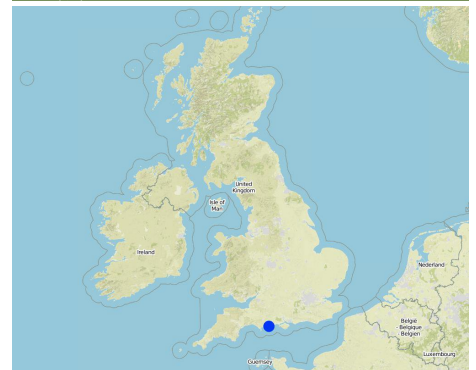 United
Kingdom
Isle of
Man
Ireland
Nederland
België
- Belgique
- Belgien
Luxembourg
Guernsey